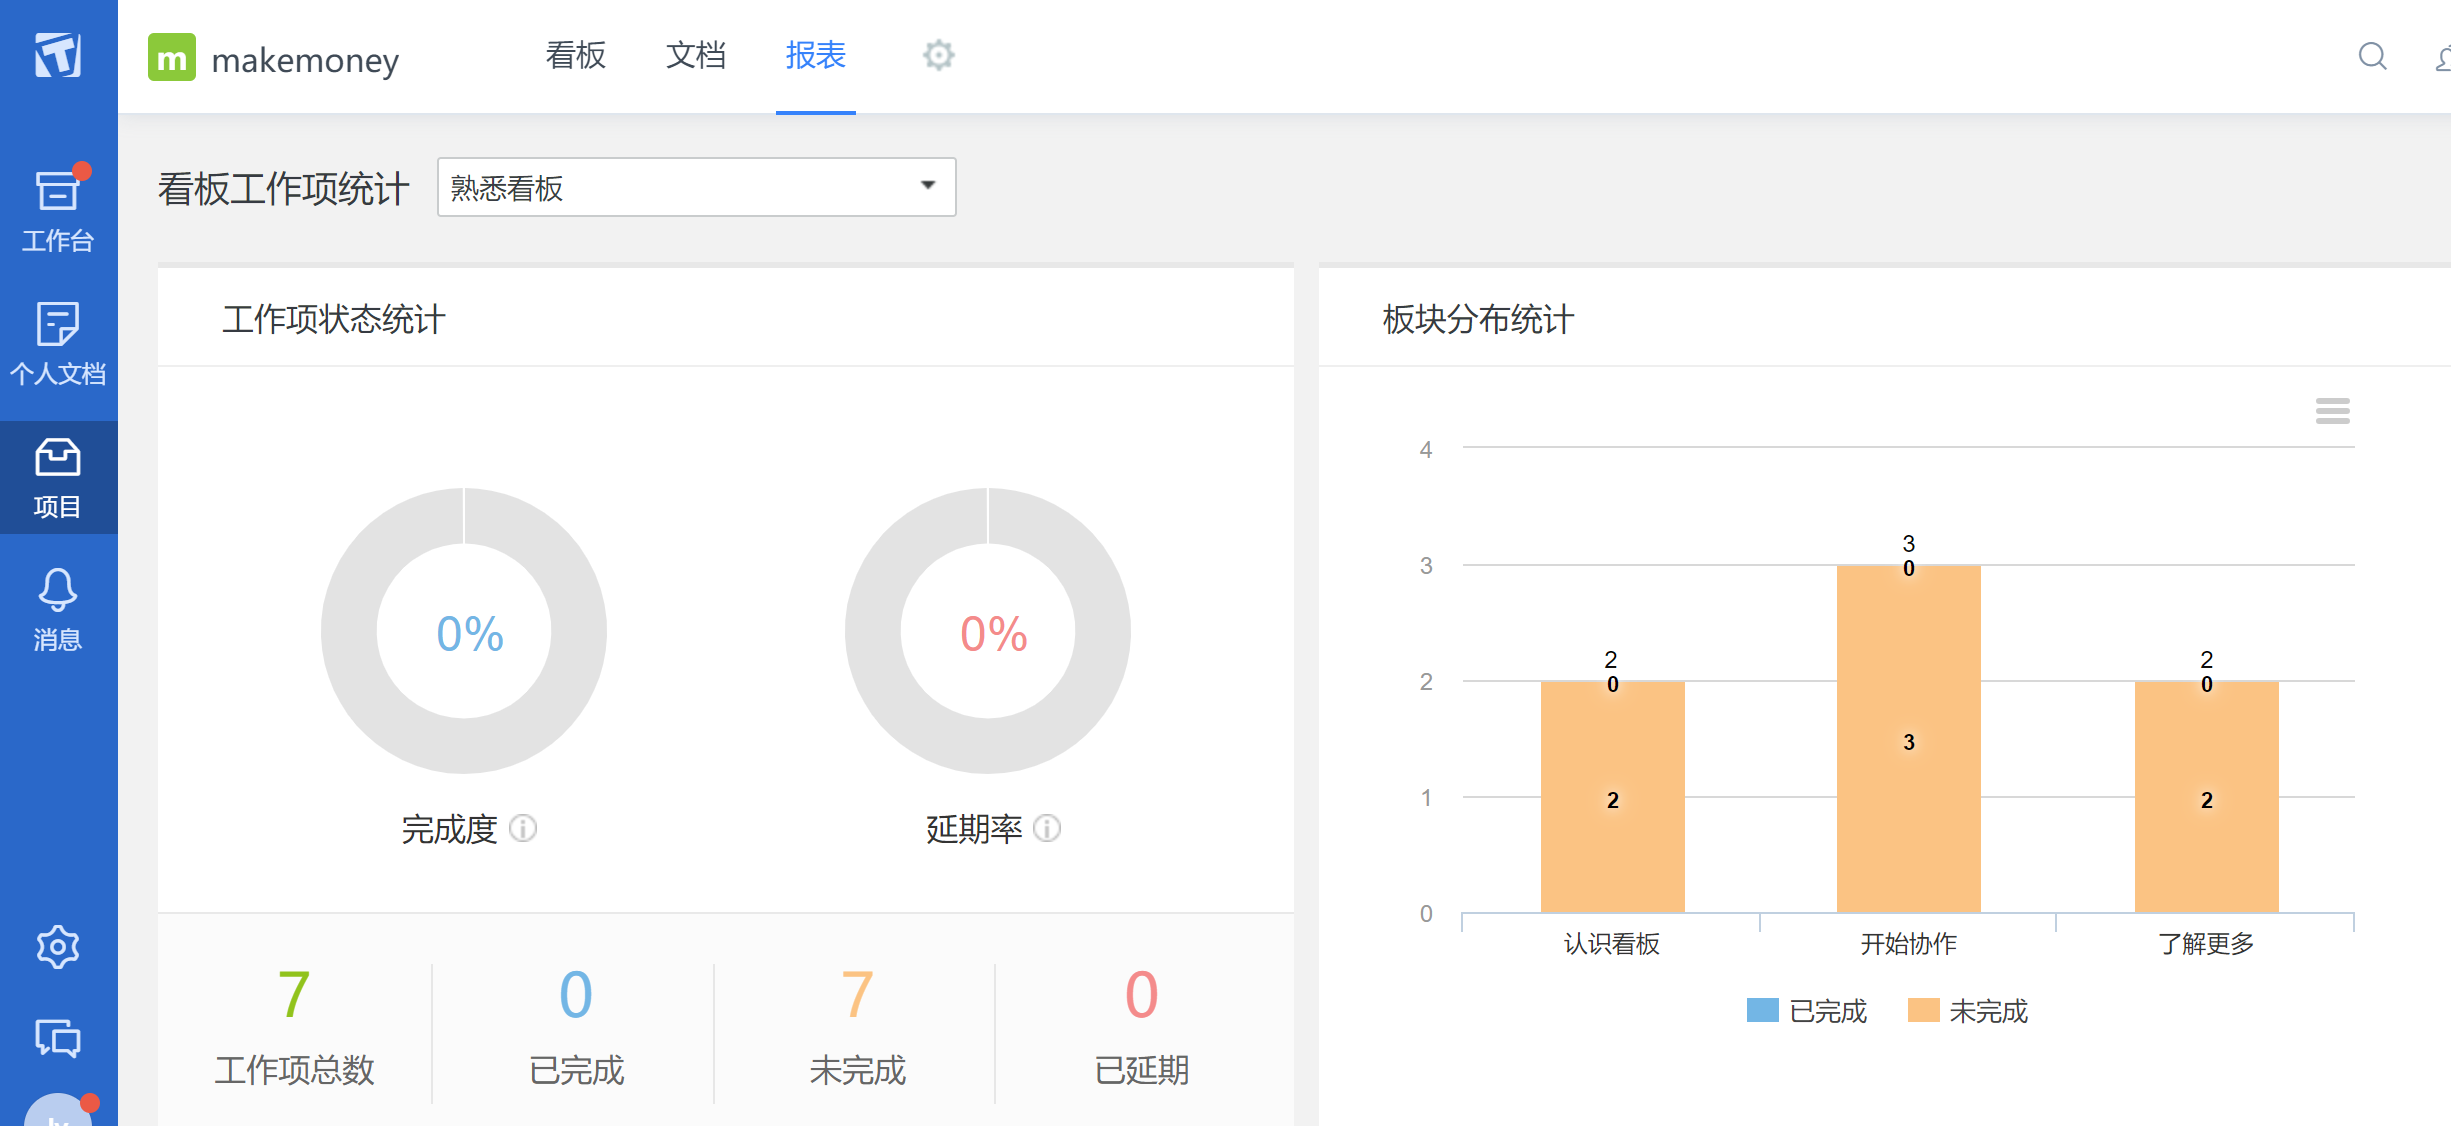 makemoney
看板
文档
报表
工作台
个人文档
项目
消息
看板工作项统计
熟悉看板
工作项状态统计
0%
0%
完成度
延期率
7
0
7
0
工作项总数
已完成
未完成
已延期
板块分布统计
4
3
2
1
0
2
0
2
3
0
3
2
0
2
认识看板
开始协作
了解更多
已完成
未完成